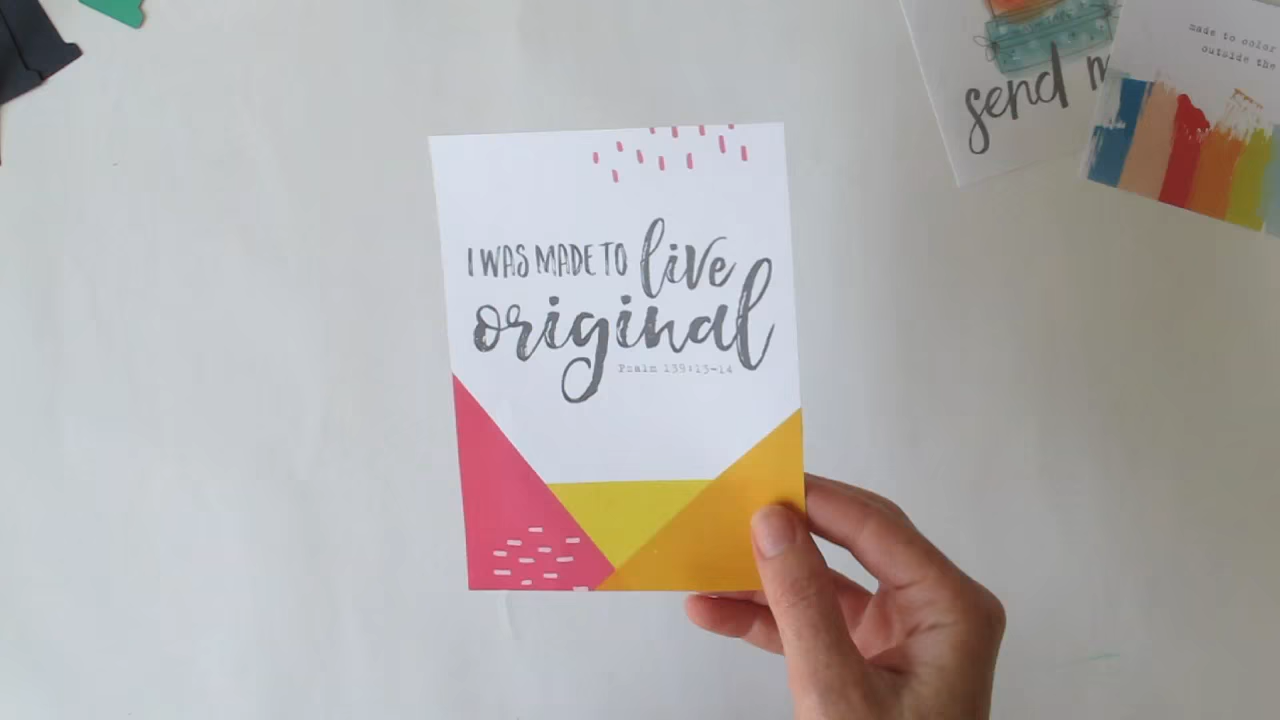 I WAS MADE TO live
original
Psalm 139:13-14
send
made to color
outside the